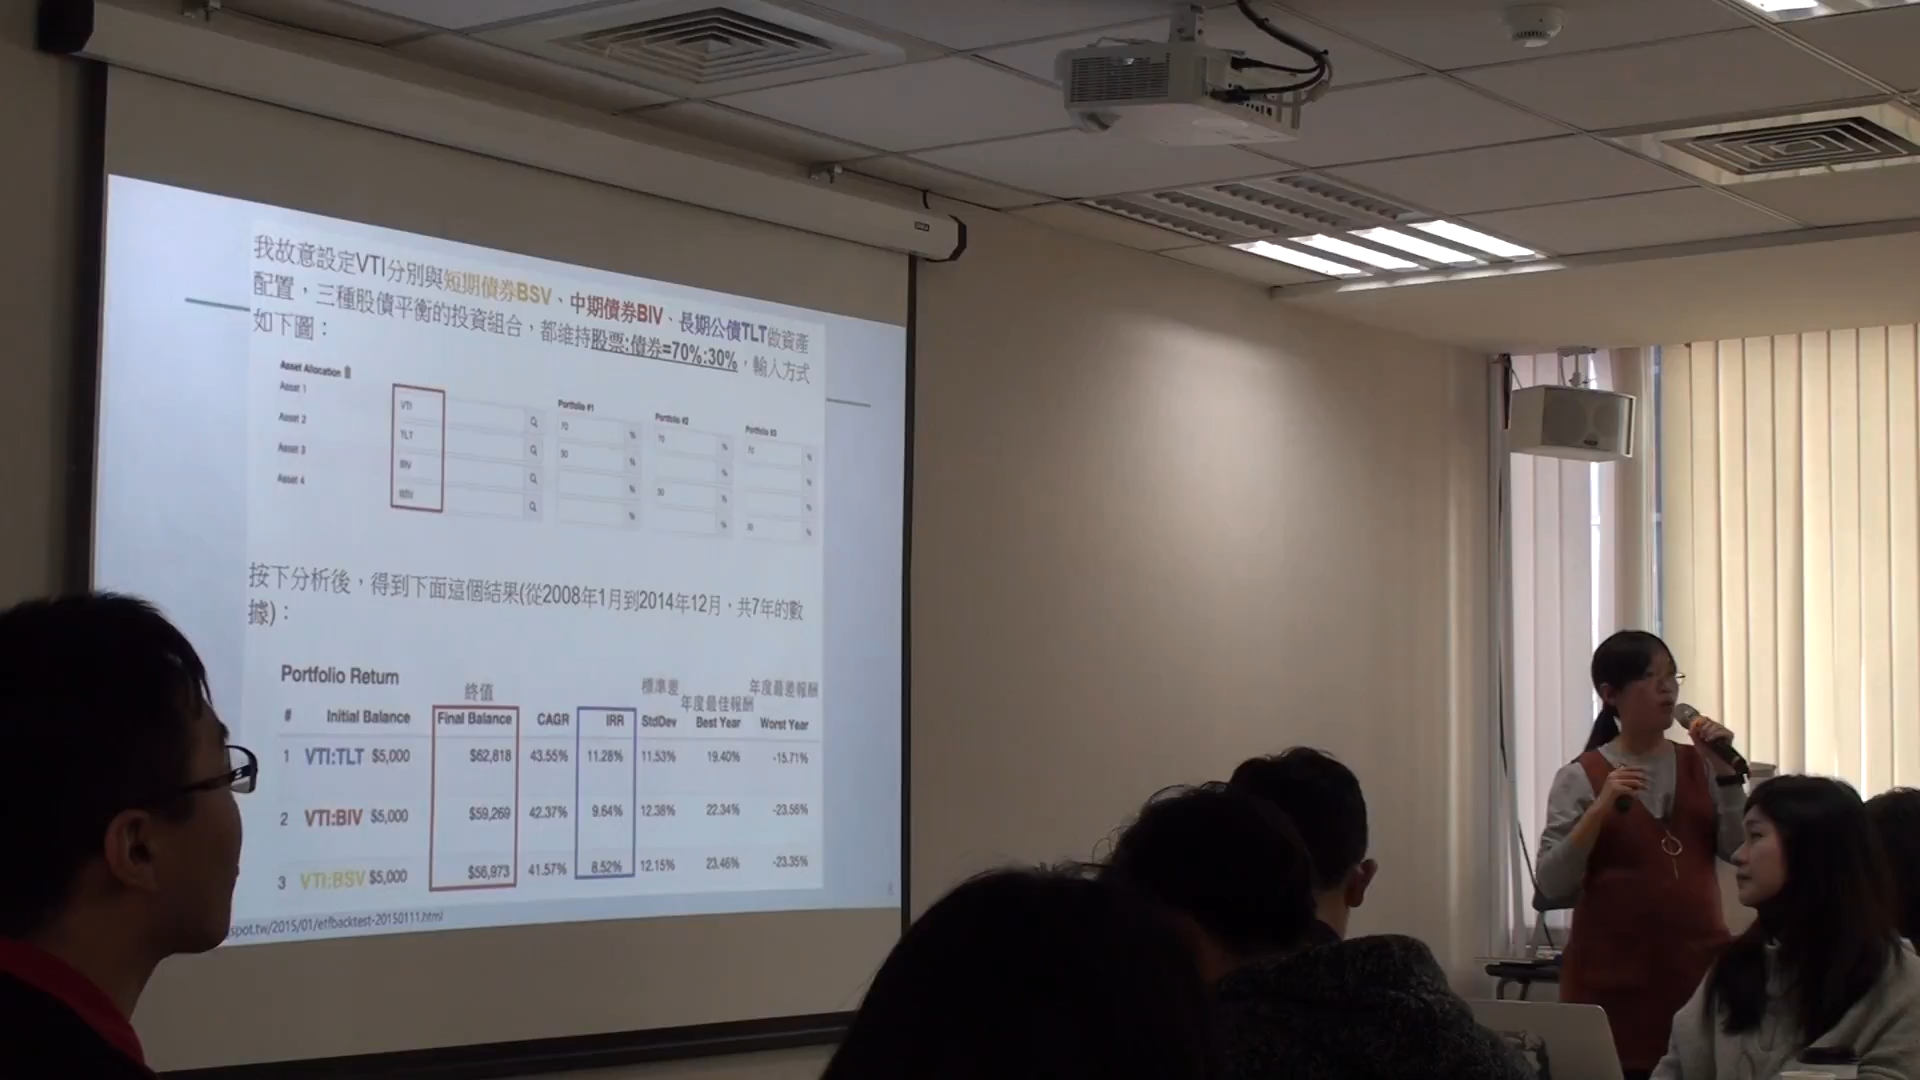 我故意設定VTI分別與短期債券BSV、中期債券BIV、長期公債TLT做資產
配置，三種股債平衡的投資組合，都維持股票:債券=70%:30%，輸入方式
如下圖：
Asset Allocation
Portfolio #1 Portfolio #2 Portfolio #3
Asset 1 VTI 70 % 70 % 70 %
Asset 2 TLT 30 % % %
Asset 3 BIV % 30 % %
Asset 4 BSV % % 30 %
按下分析後，得到下面這個結果(從2008年1月到2014年12月，共7年的數
據)：
Portfolio Return
終值 標準差 年度最佳報酬 年度最差報酬
# Initial Balance Final Balance CAGR IRR StdDev Best Year Worst Year
1 VTI:TLT $5,000 $62,818 43.55% 11.28% 11.53% 19.40% -15.71%
2 VTI:BIV $5,000 $59,269 42.37% 9.64% 12.38% 22.34% -23.56%
3 VTI:BSV $5,000 $56,973 41.57% 8.52% 12.15% 23.46% -23.35%
spot.tw/2015/01/etfbacktest-20150111.html